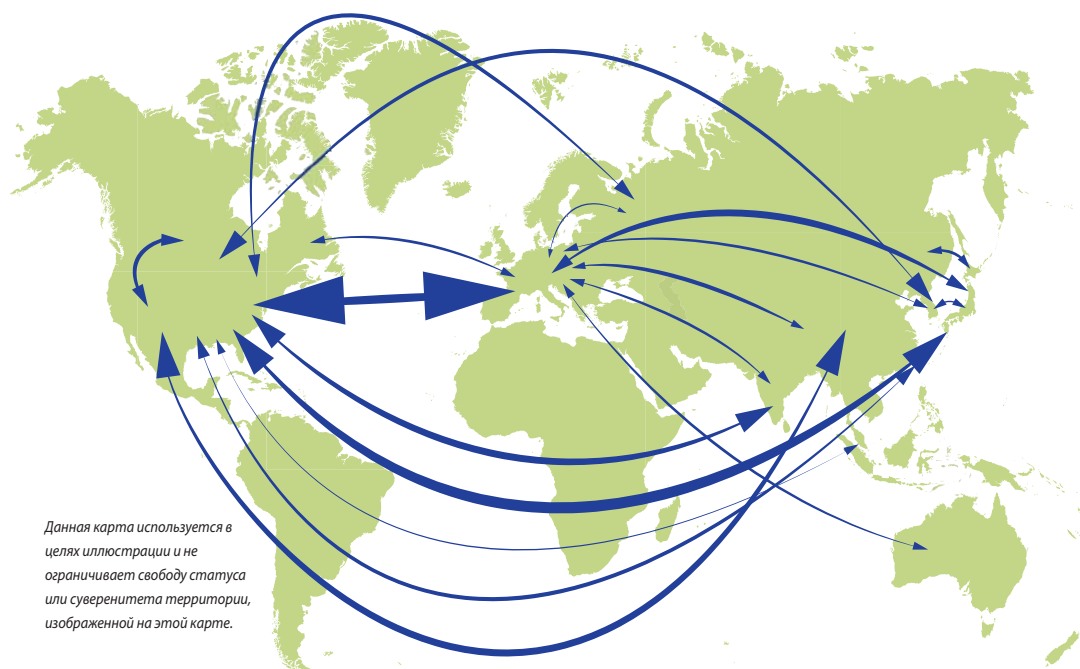 Данная карта используется в
целях иллюстрации и не
ограничивает свободу статуса
или суверенитета территории,
изображенной на этой карте.